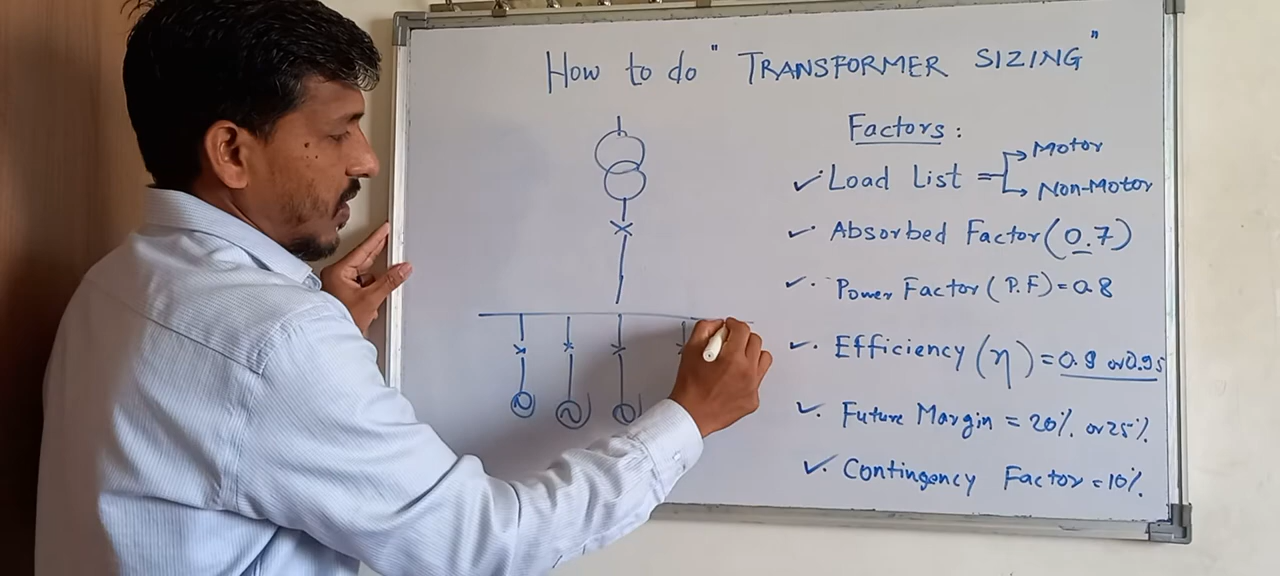 How to do "TRANSFORMER SIZING"
Factors:
✓ Load List = → Motor
→ Non-Motor
✓ Absorbed Factor (0.7)
✓ Power Factor (P.F) = 0.8
✓ Efficiency (η) = 0.9 or 0.95
✓ Future Margin = 20% or 25%
✓ Contingency Factor = 10%